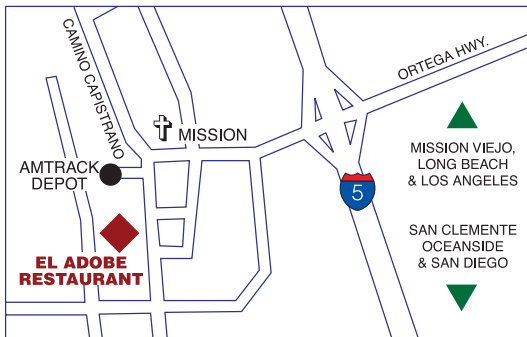 CAMINO CAPISTRANO
ORTEGA HWY.
MISSION
AMTRACK
DEPOT
MISSION VIEJO,
LONG BEACH
& LOS ANGELES
5
SAN CLEMENTE
OCEANSIDE
& SAN DIEGO
EL ADOBE
RESTAURANT